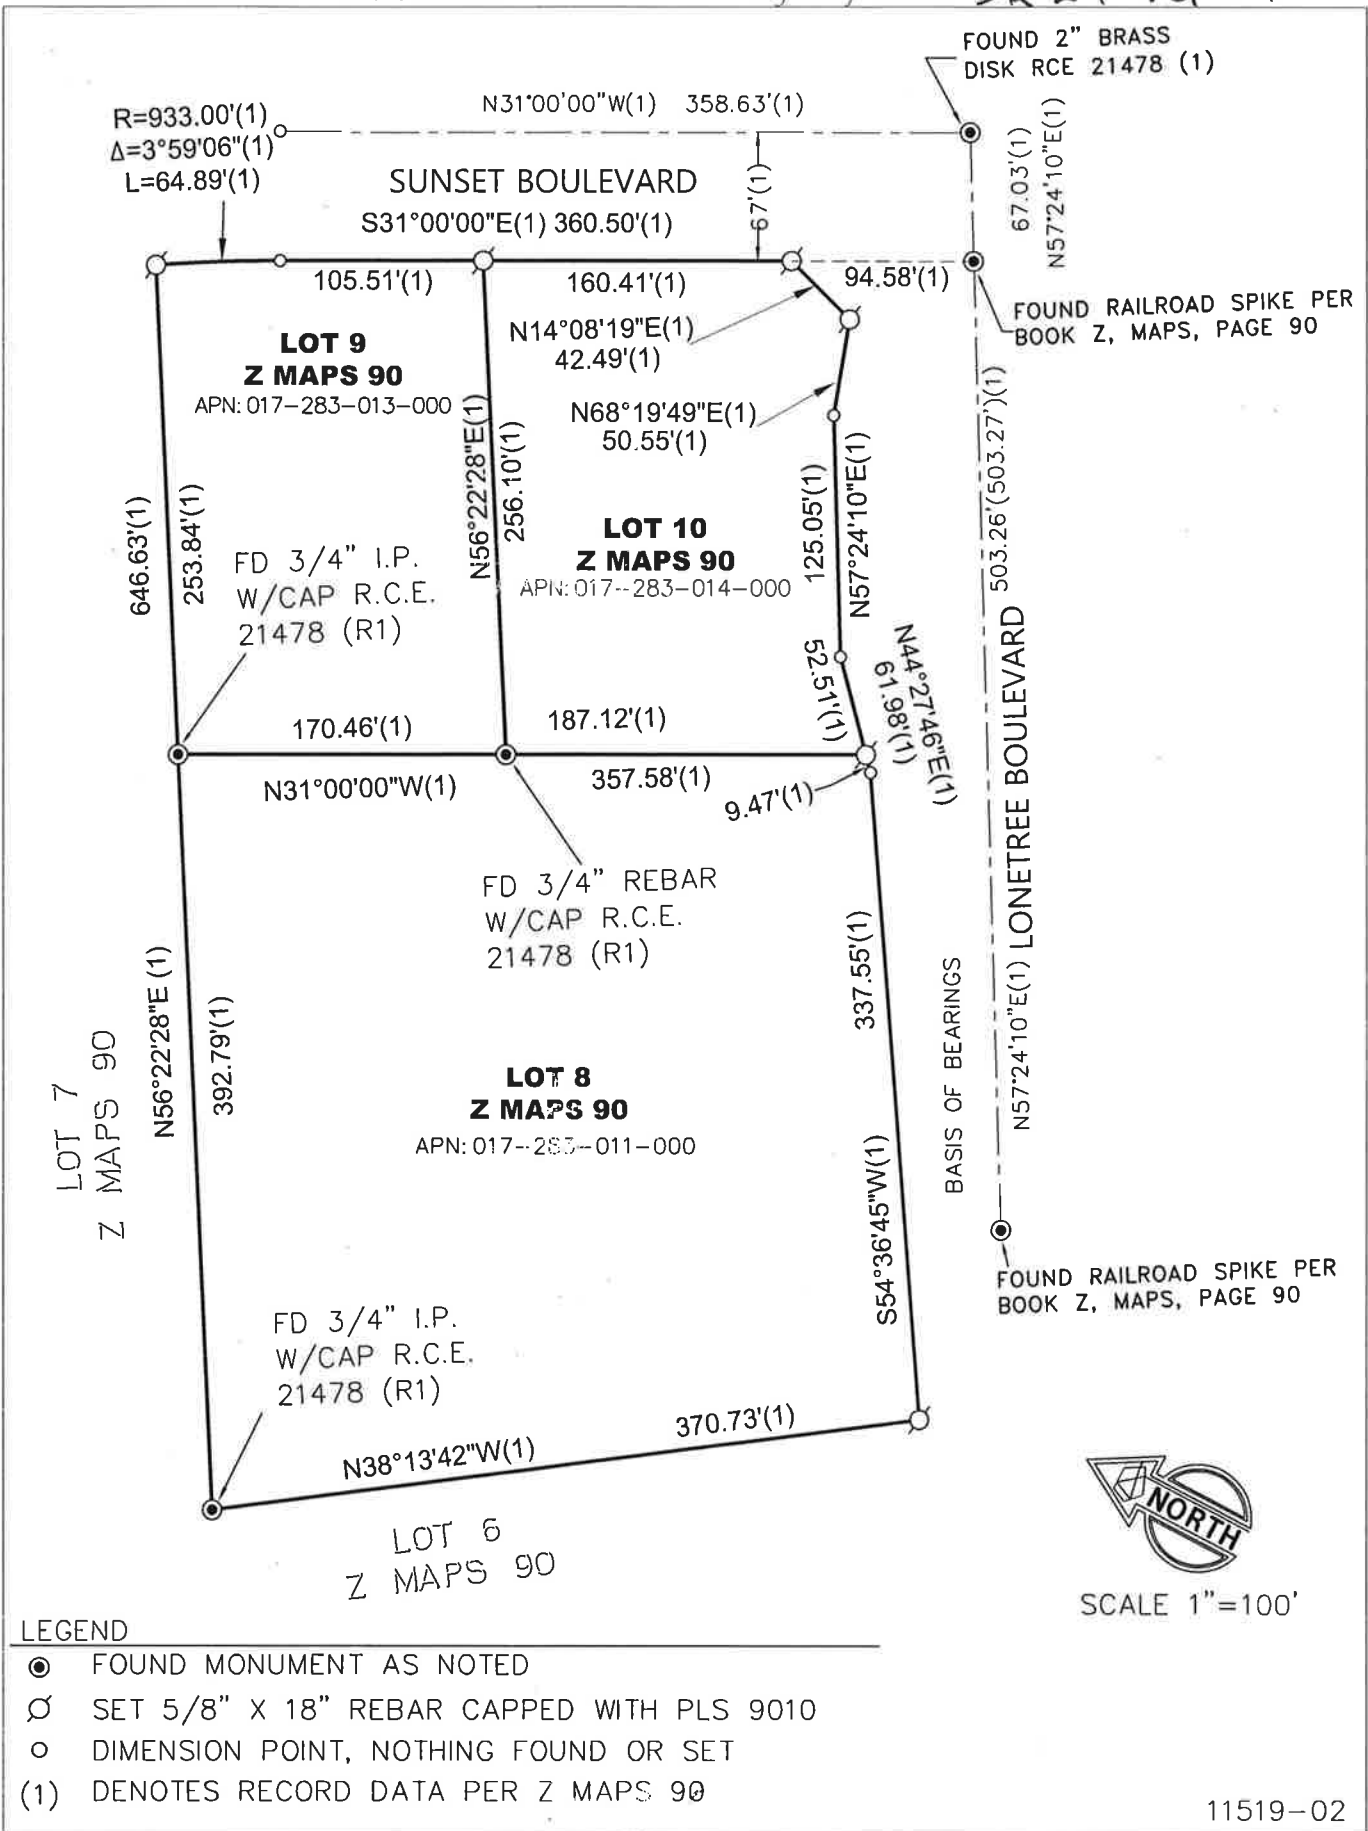 FOUND 2" BRASS
DISK RCE 21478 (1)
N31°00'00"W(1) 358.63'(1)
R=933.00'(1)
Δ=3°59'06"(1)
L=64.89'(1)
67.03'(1)
N57°24'10"E(1)
SUNSET BOULEVARD
67'(1)
S31°00'00"E(1) 360.50'(1)
105.51'(1)
160.41'(1)
94.58'(1)
FOUND RAILROAD SPIKE PER
BOOK Z, MAPS, PAGE 90
N14°08'19"E(1)
42.49'(1)
LOT 9
Z MAPS 90
APN: 017-283-013-000
N68°19'49"E(1)
50.55'(1)
N56°22'28"E(1)
256.10'(1)
646.63'(1)
253.84'(1)
FD 3/4" I.P.
W/CAP R.C.E.
21478 (R1)
LOT 10
Z MAPS 90
APN: 017-283-014-000
125.05'(1)
N57°24'10"E(1)
503.26'(503.27')(1)
52.51'(1)
N44°27'46"E(1)
61.98'(1)
170.46'(1)
187.12'(1)
N31°00'00"W(1)
357.58'(1)
9.47'(1)
LONETREE BOULEVARD
FD 3/4" REBAR
W/CAP R.C.E.
21478 (R1)
337.55'(1)
S54°36'45"W(1)
BASIS OF BEARINGS
N57°24'10"E(1)
N56°22'28"E (1)
392.79'(1)
LOT 7
Z MAPS 90
LOT 8
Z MAPS 90
APN: 017-283-011-000
FOUND RAILROAD SPIKE PER
BOOK Z, MAPS, PAGE 90
FD 3/4" I.P.
W/CAP R.C.E.
21478 (R1)
N38°13'42"W(1)
370.73'(1)
LOT 6
Z MAPS 90
NORTH
SCALE 1"=100'
LEGEND
FOUND MONUMENT AS NOTED
SET 5/8" X 18" REBAR CAPPED WITH PLS 9010
DIMENSION POINT, NOTHING FOUND OR SET
(1) DENOTES RECORD DATA PER Z MAPS 90
11519-02